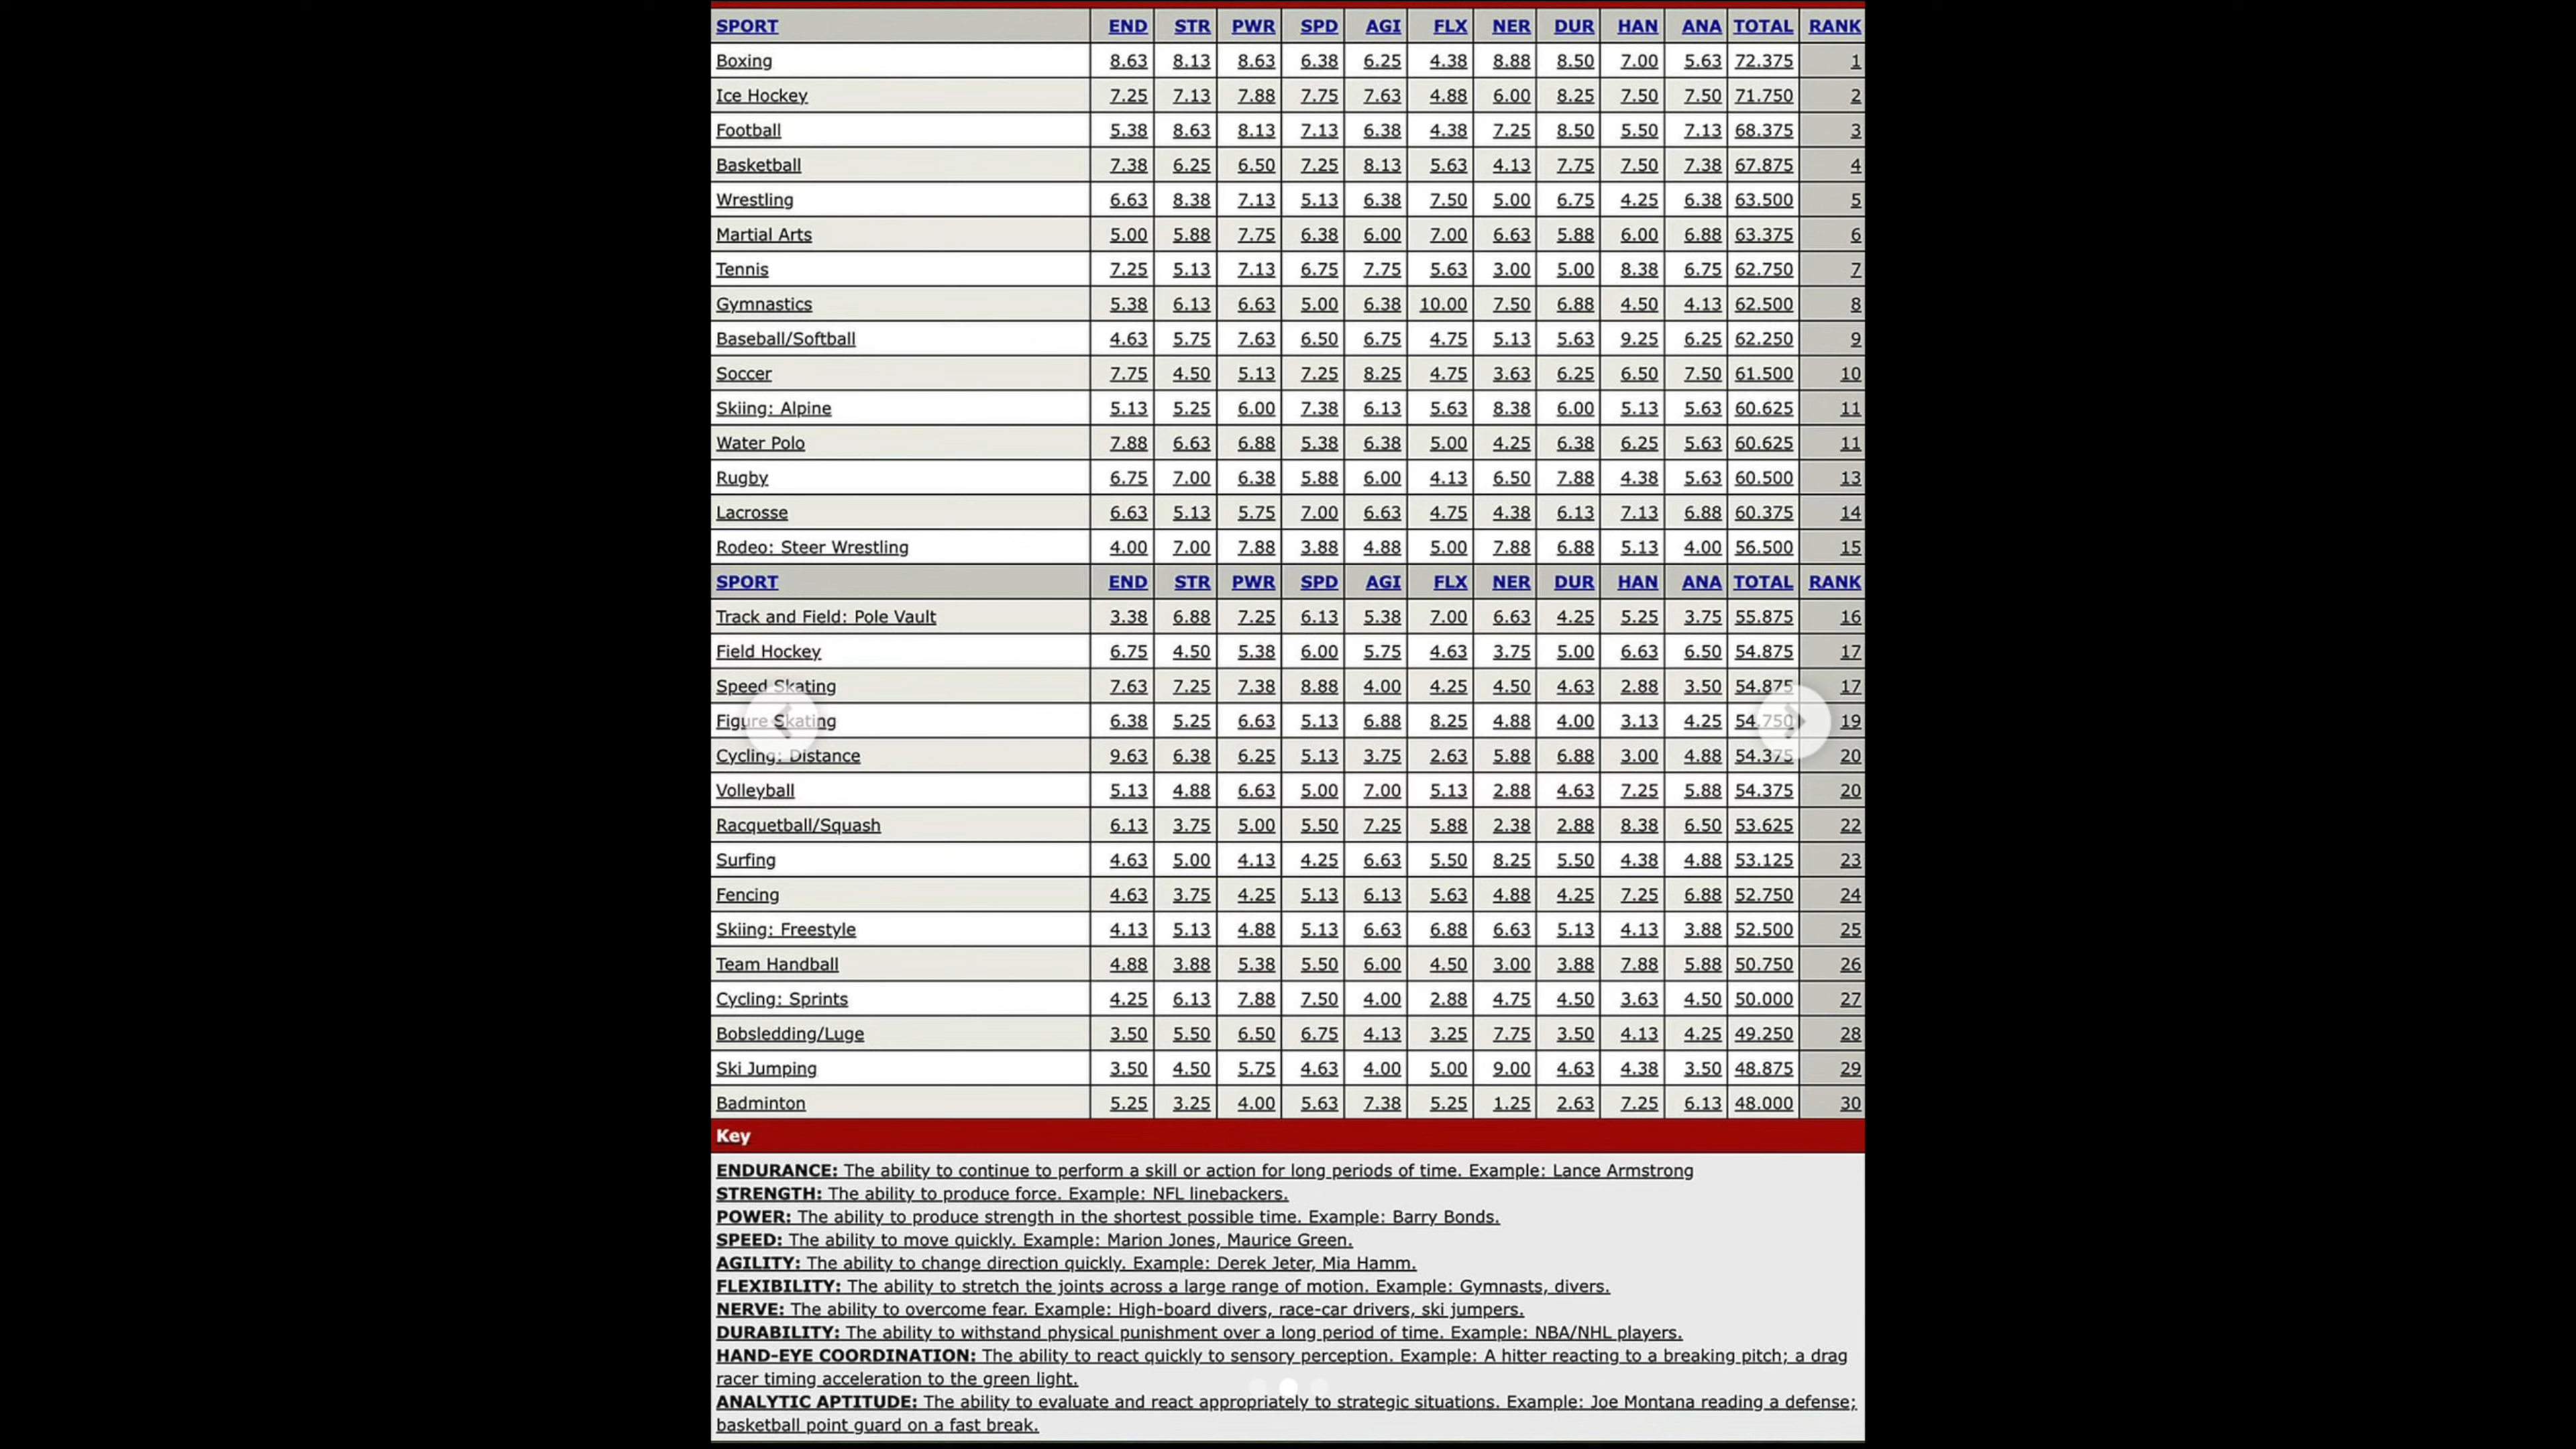 SPORT END STR PWR SPD AGI FLX NER DUR HAN ANA TOTAL RANK
Boxing 8.63 8.13 8.63 6.38 6.25 4.38 8.88 8.50 7.00 5.63 72.375 1
Ice Hockey 7.25 7.13 7.88 7.75 7.63 4.88 6.00 8.25 7.50 7.50 71.750 2
Football 5.38 8.63 8.13 7.13 6.38 4.38 7.25 8.50 5.50 7.13 68.375 3
Basketball 7.38 6.25 6.50 7.25 8.13 5.63 4.13 7.75 7.50 7.38 67.875 4
Wrestling 6.63 8.38 7.13 5.13 6.38 7.50 5.00 6.75 4.25 6.38 63.500 5
Martial Arts 5.00 5.88 7.75 6.38 6.00 7.00 6.63 5.88 6.00 6.88 63.375 6
Tennis 7.25 5.13 7.13 6.75 7.75 5.63 3.00 5.00 8.38 6.75 62.750 7
Gymnastics 5.38 6.13 6.63 5.00 6.38 10.00 7.50 6.88 4.50 4.13 62.500 8
Baseball/Softball 4.63 5.75 7.63 6.50 6.75 4.75 5.13 5.63 9.25 6.25 62.250 9
Soccer 7.75 4.50 5.13 7.25 8.25 4.75 3.63 6.25 6.50 7.50 61.500 10
Skiing: Alpine 5.13 5.25 6.00 7.38 6.13 5.63 8.38 6.00 5.13 5.63 60.625 11
Water Polo 7.88 6.63 6.88 5.38 6.38 5.00 4.25 6.38 6.25 5.63 60.625 11
Rugby 6.75 7.00 6.38 5.88 6.00 4.13 6.50 7.88 4.38 5.63 60.500 13
Lacrosse 6.63 5.13 5.75 7.00 6.63 4.75 4.38 6.13 7.13 6.88 60.375 14
Rodeo: Steer Wrestling 4.00 7.00 7.88 3.88 4.88 5.00 7.88 6.88 5.13 4.00 56.500 15
SPORT END STR PWR SPD AGI FLX NER DUR HAN ANA TOTAL RANK
Track and Field: Pole Vault 3.38 6.88 7.25 6.13 5.38 7.00 6.63 4.25 5.25 3.75 55.875 16
Field Hockey 6.75 4.50 5.38 6.00 5.75 4.63 3.75 5.00 6.63 6.50 54.875 17
Speed Skating 7.63 7.25 7.38 8.88 4.00 4.25 4.50 4.63 2.88 3.50 54.875 17
Figure Skating 6.38 5.25 6.63 5.13 6.88 8.25 4.88 4.00 3.13 4.25 54.750 19
Cycling: Distance 9.63 6.38 6.25 5.13 3.75 2.63 5.88 6.88 3.00 4.88 54.375 20
Volleyball 5.13 4.88 6.63 5.00 7.00 5.13 2.88 4.63 7.25 5.88 54.375 20
Racquetball/Squash 6.13 3.75 5.00 5.50 7.25 5.88 2.38 2.88 8.38 6.50 53.625 22
Surfing 4.63 5.00 4.13 4.25 6.63 5.50 8.25 5.50 4.38 4.88 53.125 23
Fencing 4.63 3.75 4.25 5.13 6.13 5.63 4.88 4.25 7.25 6.88 52.750 24
Skiing: Freestyle 4.13 5.13 4.88 5.13 6.63 6.88 6.63 5.13 4.13 3.88 52.500 25
Team Handball 4.88 3.88 5.38 5.50 6.00 4.50 3.00 3.88 7.88 5.88 50.750 26
Cycling: Sprints 4.25 6.13 7.88 7.50 4.00 2.88 4.75 4.50 3.63 4.50 50.000 27
Bobsledding/Luge 3.50 5.50 6.50 6.75 4.13 3.25 7.75 3.50 4.13 4.25 49.250 28
Ski Jumping 3.50 4.50 5.75 4.63 4.00 5.00 9.00 4.63 4.38 3.50 48.875 29
Badminton 5.25 3.25 4.00 5.63 7.38 5.25 1.25 2.63 7.25 6.13 48.000 30
Key
ENDURANCE: The ability to continue to perform a skill or action for long periods of time. Example: Lance Armstrong
STRENGTH: The ability to produce force. Example: NFL linebackers.
POWER: The ability to produce strength in the shortest possible time. Example: Barry Bonds.
SPEED: The ability to move quickly. Example: Marion Jones, Maurice Green.
AGILITY: The ability to change direction quickly. Example: Derek Jeter, Mia Hamm.
FLEXIBILITY: The ability to stretch the joints across a large range of motion. Example: Gymnasts, divers.
NERVE: The ability to overcome fear. Example: High-board divers, race-car drivers, ski jumpers.
DURABILITY: The ability to withstand physical punishment over a long period of time. Example: NBA/NHL players.
HAND-EYE COORDINATION: The ability to react quickly to sensory perception. Example: A hitter reacting to a breaking pitch; a drag
racer timing acceleration to the green light.
ANALYTIC APTITUDE: The ability to evaluate and react appropriately to strategic situations. Example: Joe Montana reading a defense;
basketball point guard on a fast break.